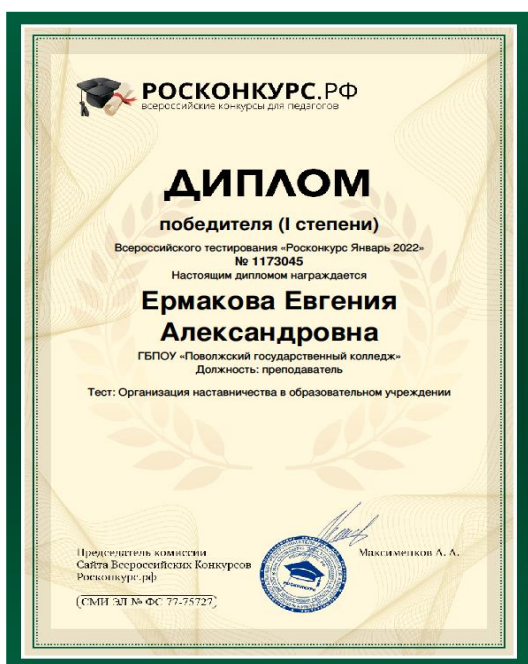 РОСКОНКУРС.РФ
всероссийские конкурсы для педагогов
ДИПЛОМ
победителя (I степени)
Всероссийского тестирования «Росконкурс Январь 2022»
№ 1173045
Настоящим дипломом награждается
Ермакова Евгения
Александровна
ГБПОУ «Поволжский государственный колледж»
Должность: преподаватель
Тест: Организация наставничества в образовательном учреждении
Председатель комиссии
Сайта Всероссийских Конкурсов
Росконкурс.рф
Максименков А. А.
(СМИ ЭЛ № ФС 77-75727)
РОСКОНКУРС